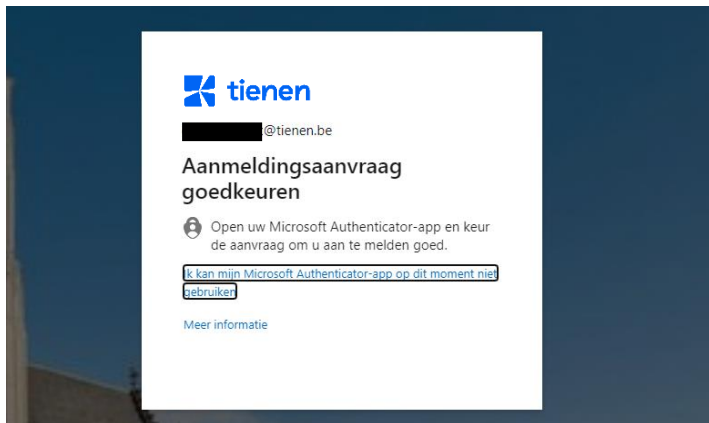 tienen
@tienen.be
Aanmeldingsaanvraag
goedkeuren
Open uw Microsoft Authenticator-app en keur
de aanvraag om u aan te melden goed.
Ik kan mijn Microsoft Authenticator-app op dit moment niet
gebruiken
Meer informatie